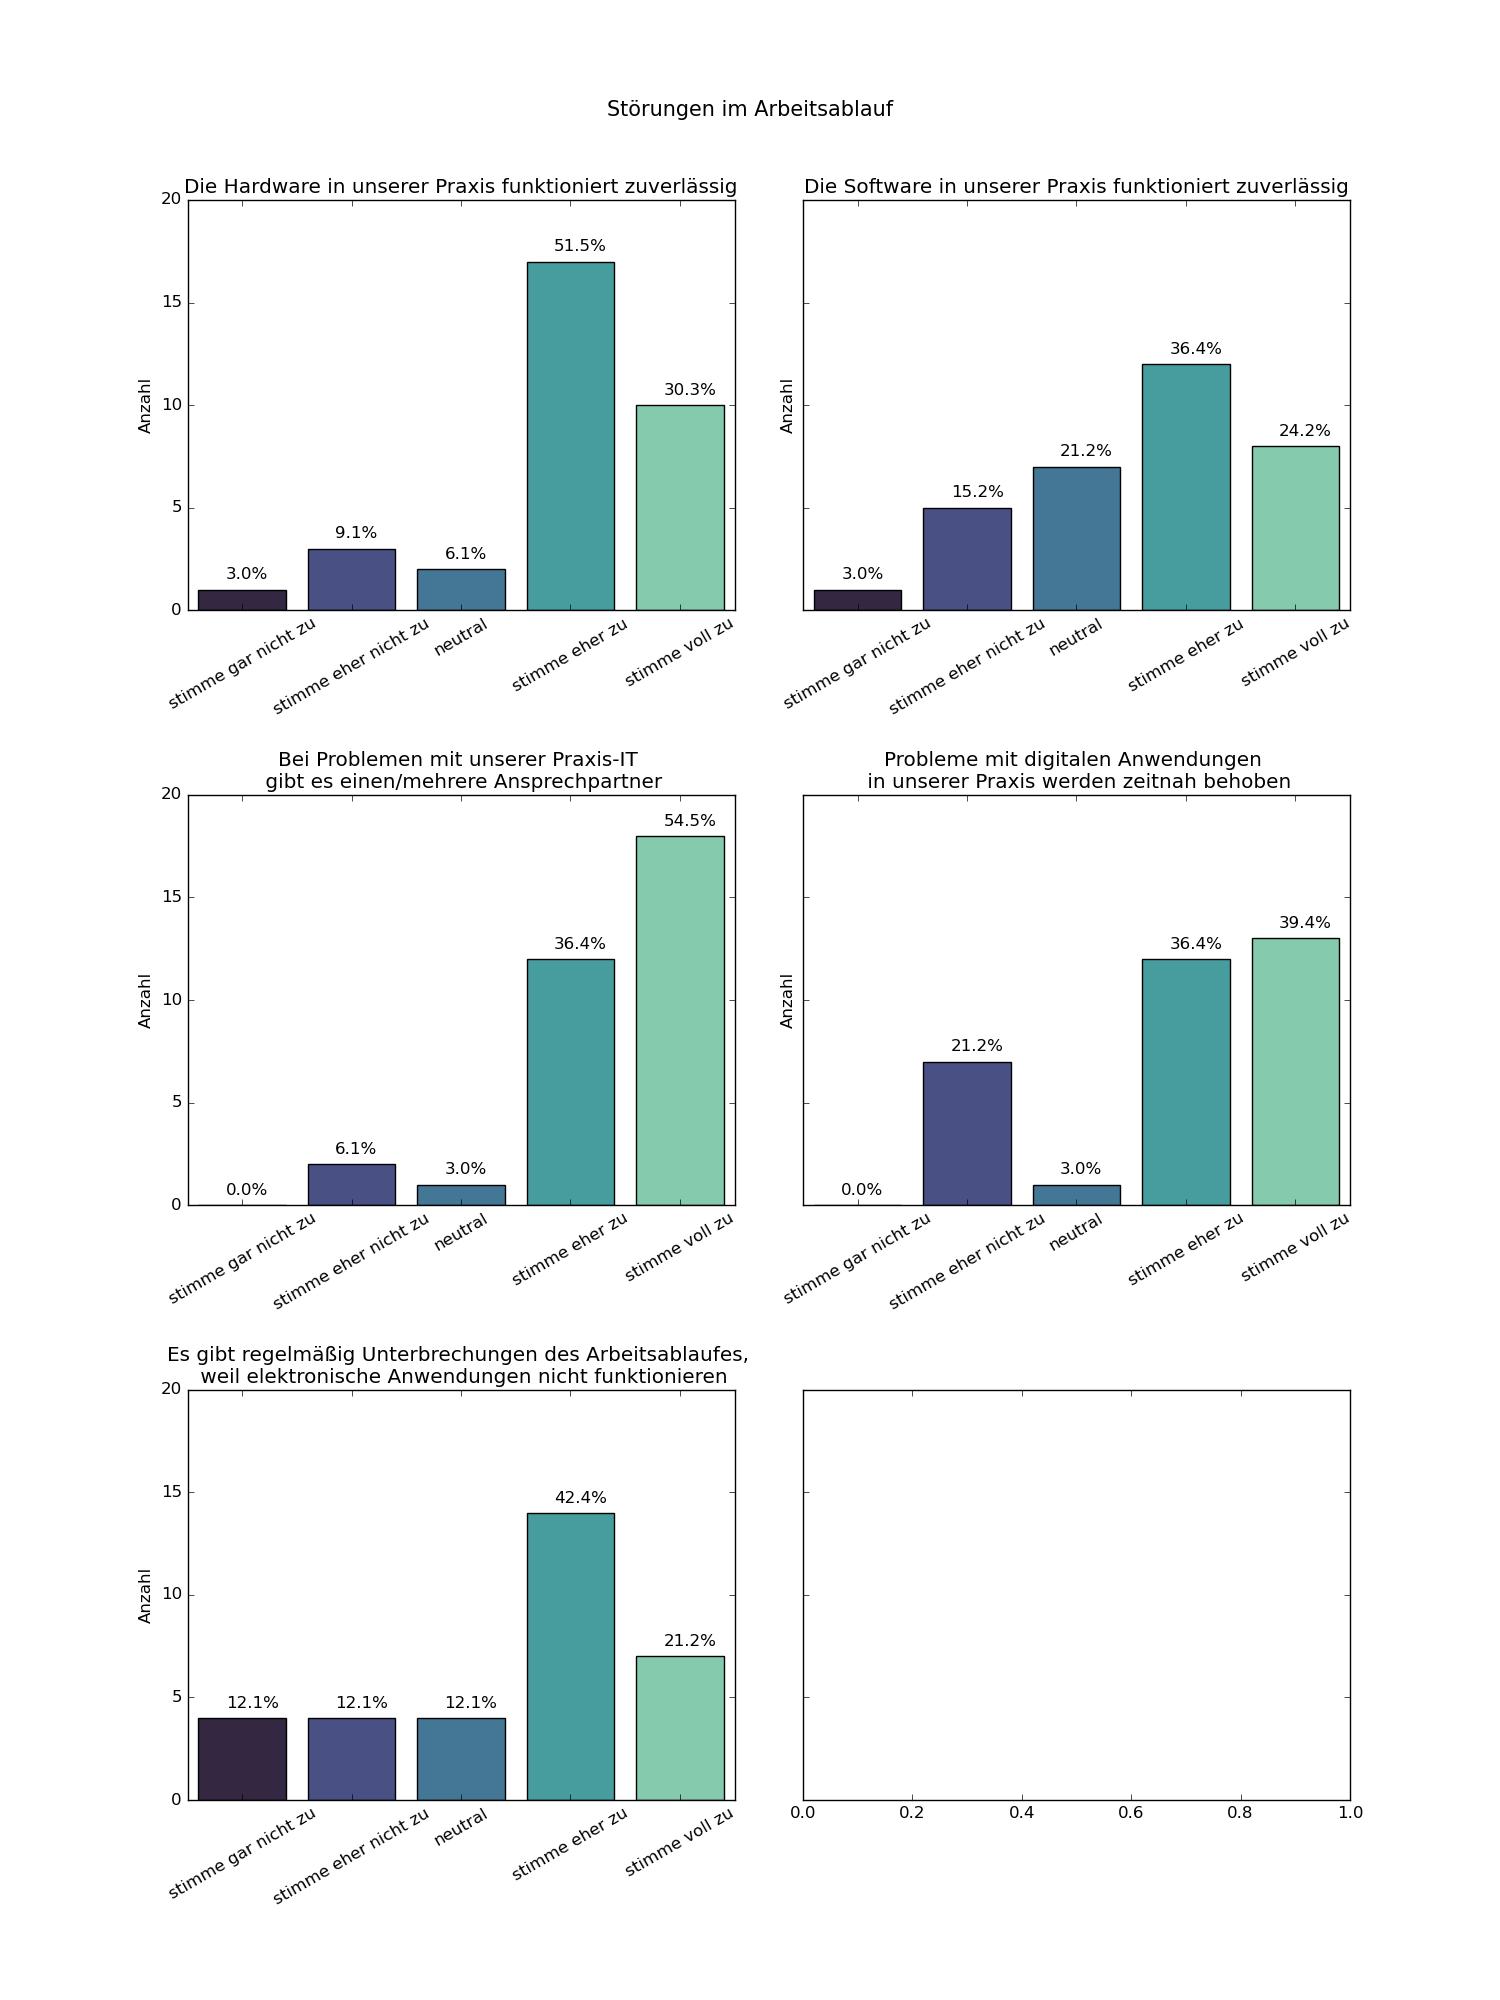 Störungen im Arbeitsablauf
Die Hardware in unserer Praxis funktioniert zuverlässig
20
15
10
5
0
Anzahl
3.0%
9.1%
6.1%
51.5%
30.3%
stimme gar nicht zu
stimme eher nicht zu
neutral
stimme eher zu
stimme voll zu
Die Software in unserer Praxis funktioniert zuverlässig
Anzahl
3.0%
15.2%
21.2%
36.4%
24.2%
stimme gar nicht zu
stimme eher nicht zu
neutral
stimme eher zu
stimme voll zu
Bei Problemen mit unserer Praxis-IT
gibt es einen/mehrere Ansprechpartner
20
15
10
5
0
Anzahl
0.0%
6.1%
3.0%
36.4%
54.5%
stimme gar nicht zu
stimme eher nicht zu
neutral
stimme eher zu
stimme voll zu
Probleme mit digitalen Anwendungen
in unserer Praxis werden zeitnah behoben
Anzahl
0.0%
21.2%
3.0%
36.4%
39.4%
stimme gar nicht zu
stimme eher nicht zu
neutral
stimme eher zu
stimme voll zu
Es gibt regelmäßig Unterbrechungen des Arbeitsablaufes,
weil elektronische Anwendungen nicht funktionieren
20
15
10
5
0
Anzahl
12.1%
12.1%
12.1%
42.4%
21.2%
stimme gar nicht zu
stimme eher nicht zu
neutral
stimme eher zu
stimme voll zu
0.0 0.2 0.4 0.6 0.8 1.0